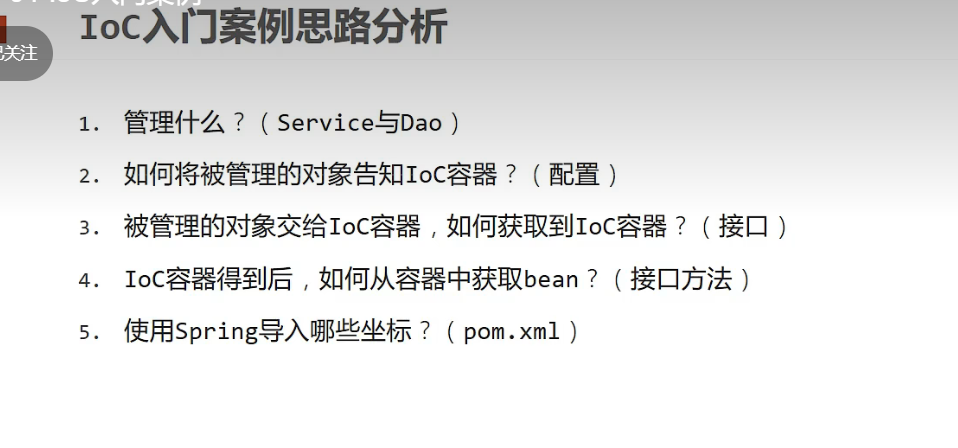 IoC入门案例思路分析
已关注
1. 管理什么？（Service与Dao）
2. 如何将被管理的对象告知IoC容器？（配置）
3. 被管理的对象交给IoC容器，如何获取到IoC容器？（接口）
4. IoC容器得到后，如何从容器中获取bean？（接口方法）
5. 使用Spring导入哪些坐标？（pom.xml）